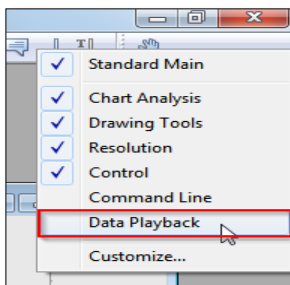 Standard Main
Chart Analysis
Drawing Tools
Resolution
Control
Command Line
Data Playback
Customize...